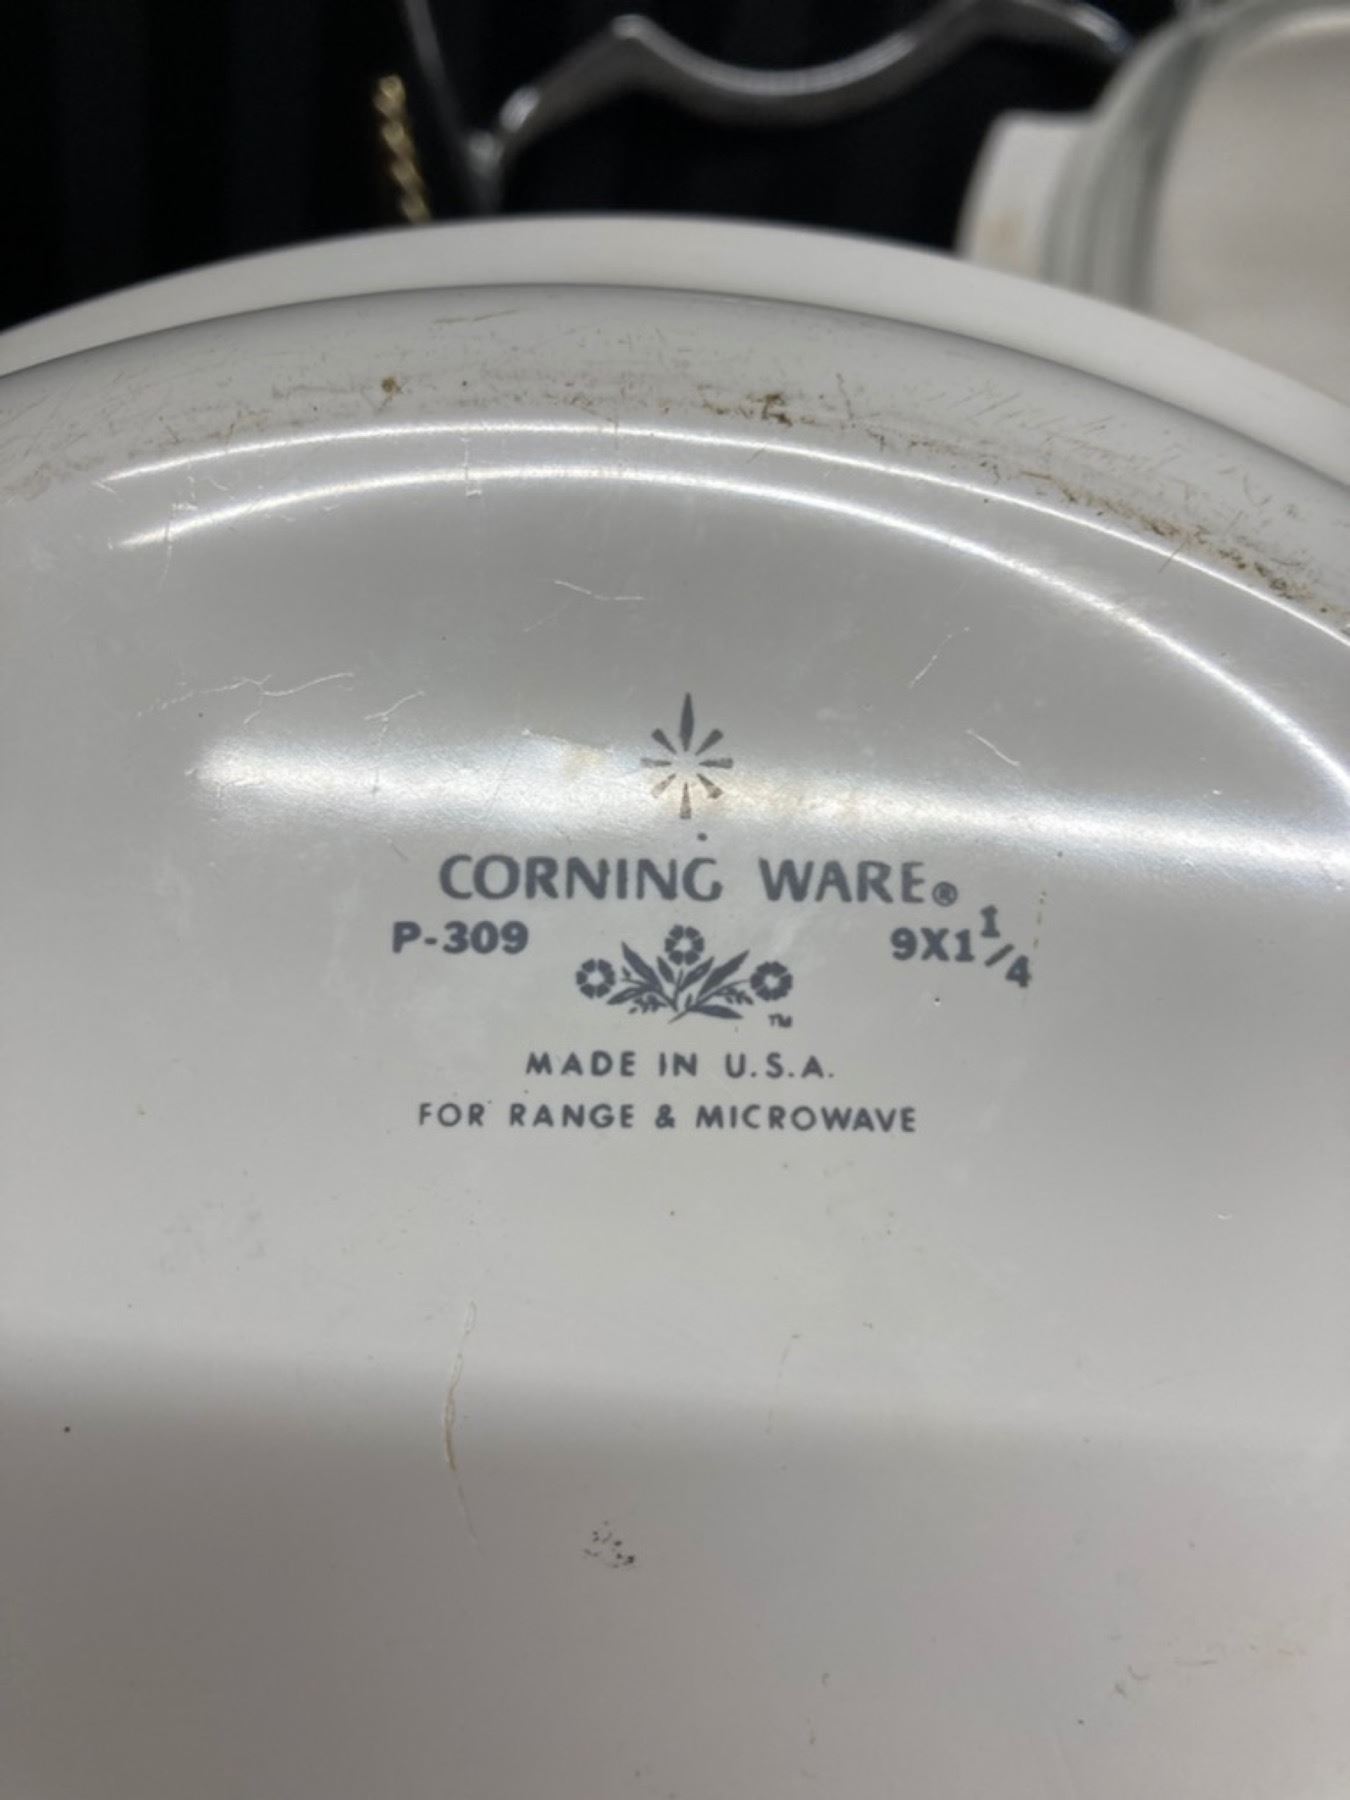 CORNING WARE®
P-309 9X1 1/4
TM
MADE IN U.S.A.
FOR RANGE & MICROWAVE